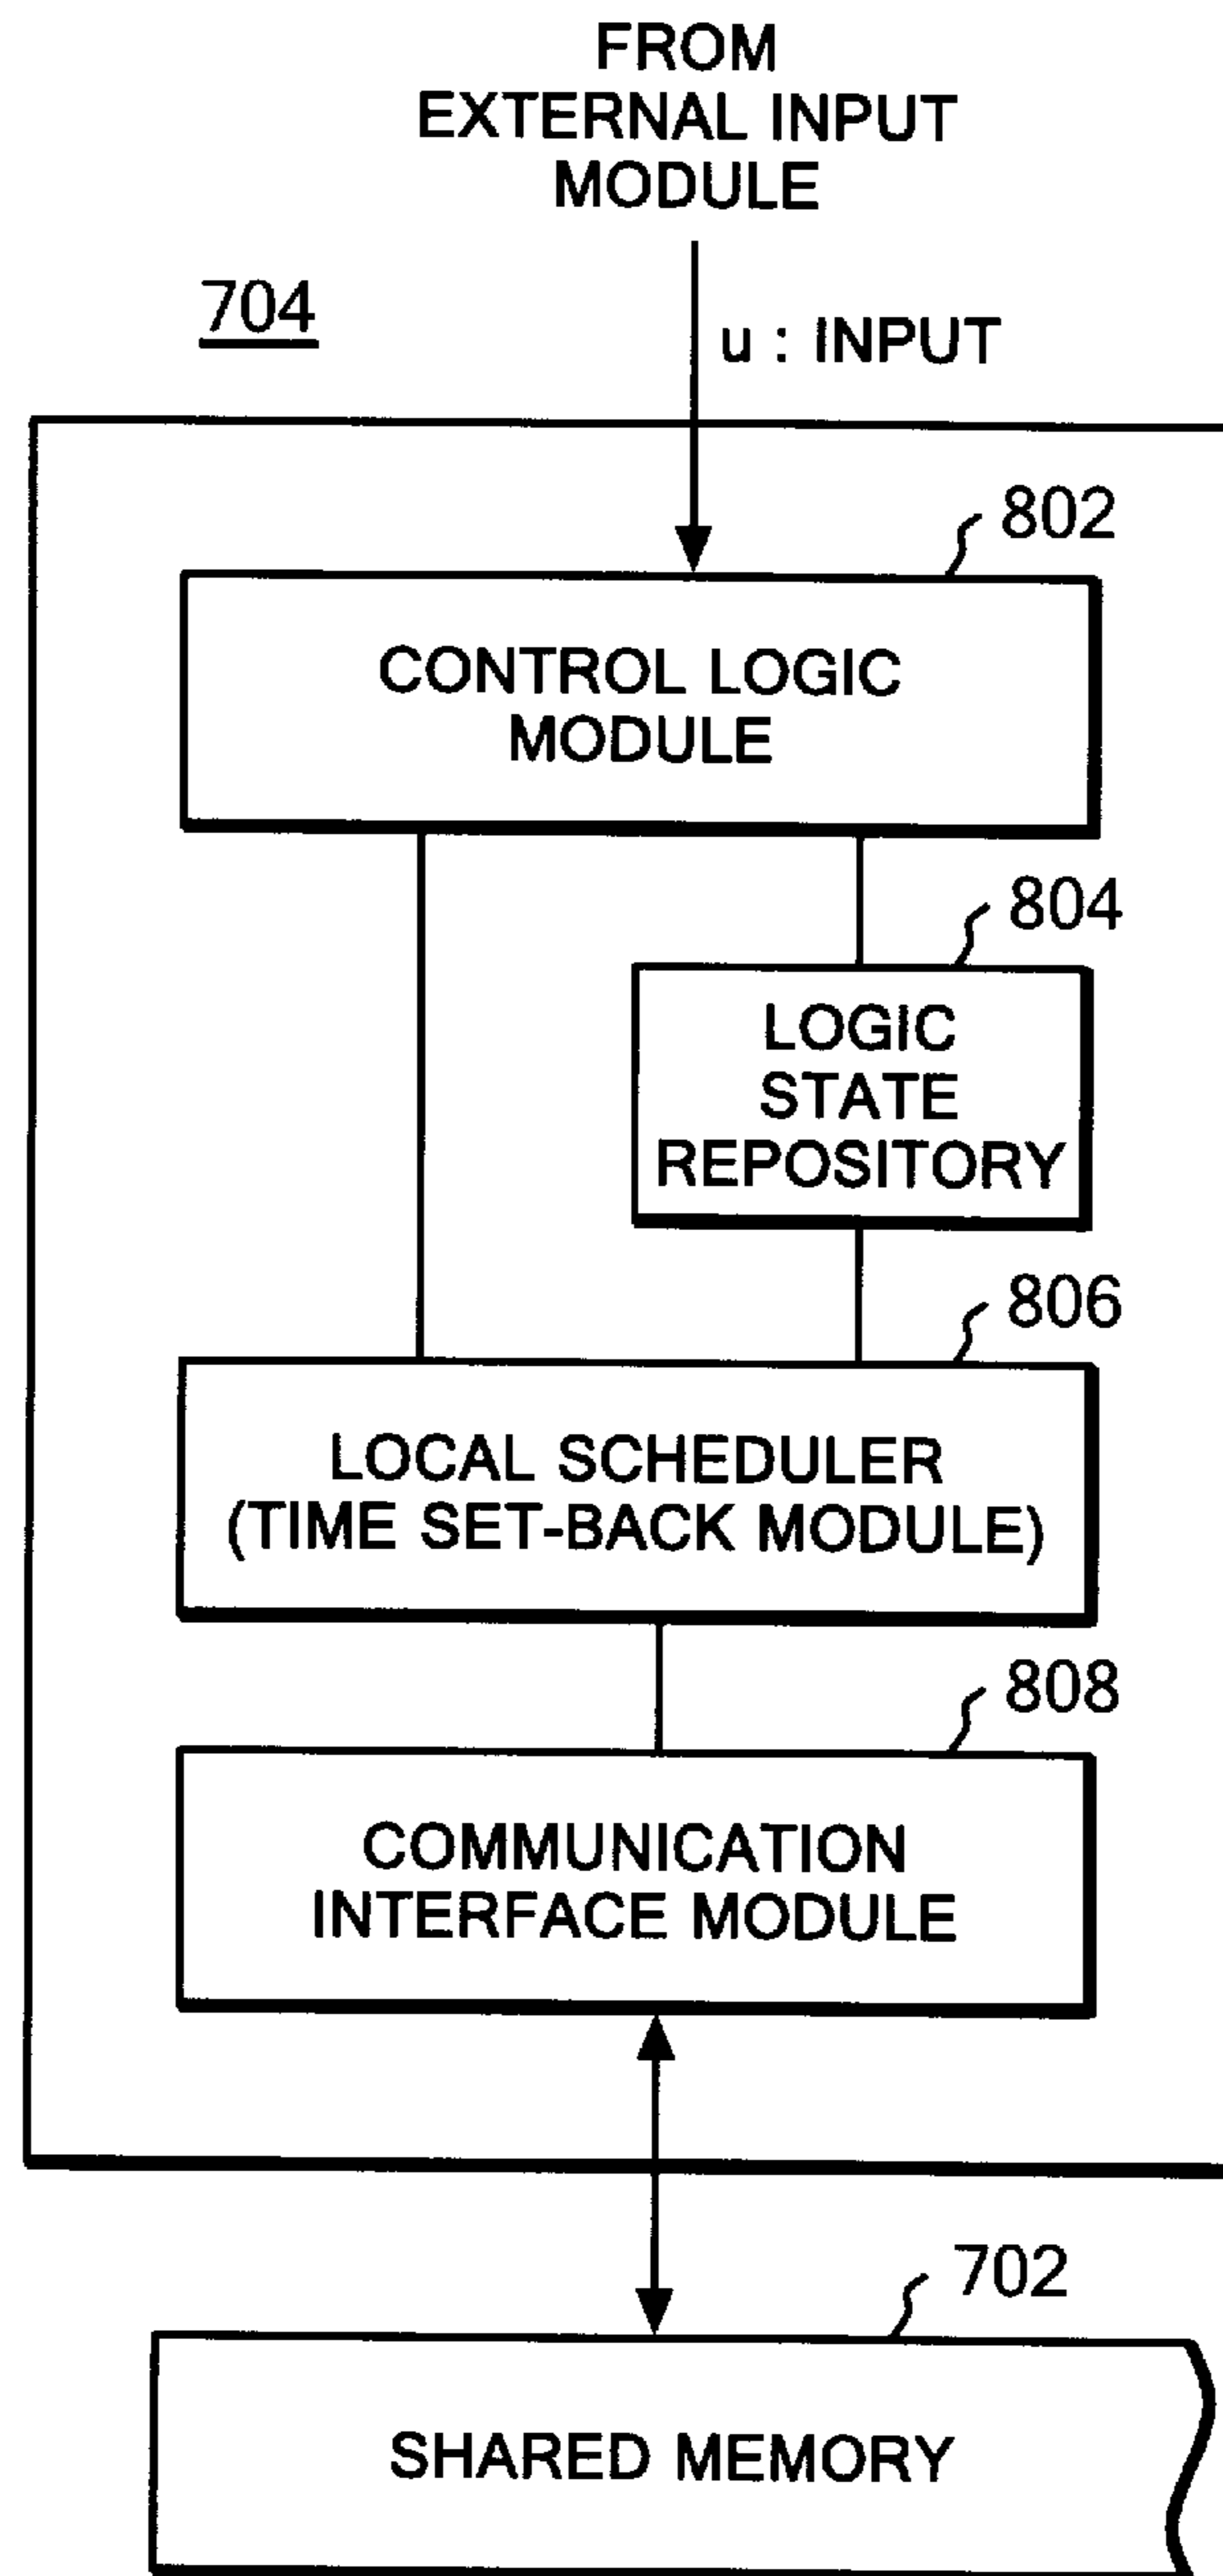 FROM
EXTERNAL INPUT
MODULE
704
u : INPUT
802
CONTROL LOGIC
MODULE
804
LOGIC
STATE
REPOSITORY
806
LOCAL SCHEDULER
(TIME SET-BACK MODULE)
808
COMMUNICATION
INTERFACE MODULE
702
SHARED MEMORY